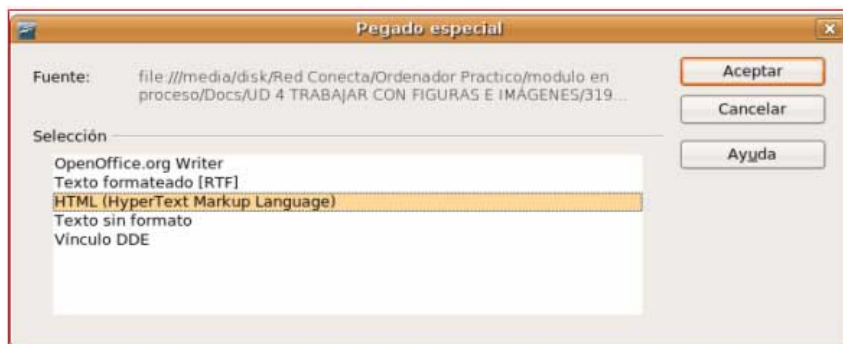 Pegado especial
Fuente:
file:///media/disk/Red Conecta/Ordenador Practico/modulo en
proceso/Docs/UD 4 TRABAJAR CON FIGURAS E IMÁGENES/319...
Aceptar
Cancelar
Ayuda
Selección
OpenOffice.org Writer
Texto formateado [RTF]
HTML (HyperText Markup Language)
Texto sin formato
Vínculo DDE